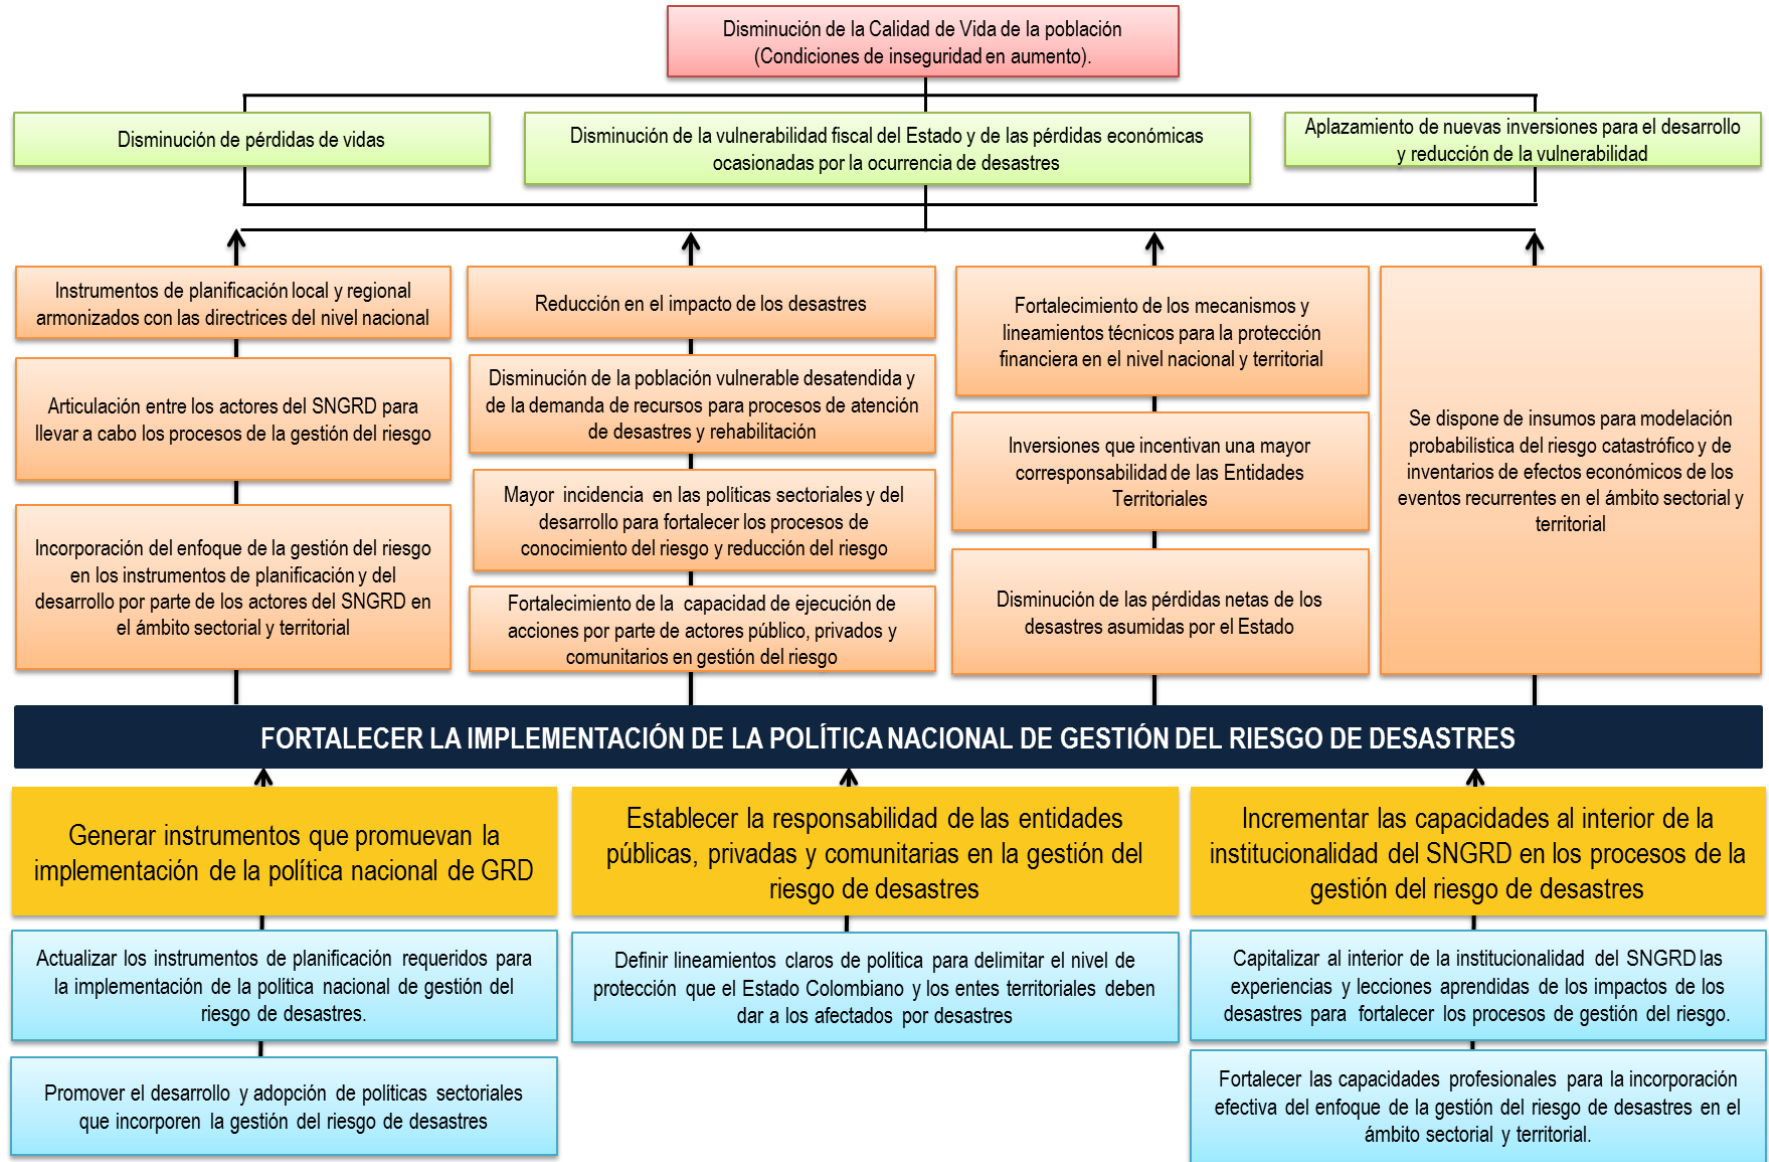 Disminución de la Calidad de Vida de la población
(Condiciones de inseguridad en aumento).
Disminución de pérdidas de vidas
Disminución de la vulnerabilidad fiscal del Estado y de las pérdidas económicas
ocasionadas por la ocurrencia de desastres
Aplazamiento de nuevas inversiones para el desarrollo
y reducción de la vulnerabilidad
Instrumentos de planificación local y regional
armonizados con las directrices del nivel nacional
Articulación entre los actores del SNGRD para
llevar a cabo los procesos de la gestión del riesgo
Incorporación del enfoque de la gestión del riesgo
en los instrumentos de planificación y del
desarrollo por parte de los actores del SNGRD en
el ámbito sectorial y territorial
Reducción en el impacto de los desastres
Disminución de la población vulnerable desatendida y
de la demanda de recursos para procesos de atención
de desastres y rehabilitación
Mayor incidencia en las políticas sectoriales y del
desarrollo para fortalecer los procesos de
conocimiento del riesgo y reducción del riesgo
Fortalecimiento de la capacidad de ejecución de
acciones por parte de actores público, privados y
comunitarios en gestión del riesgo
Fortalecimiento de los mecanismos y
lineamientos técnicos para la protección
financiera en el nivel nacional y territorial
Inversiones que incentivan una mayor
corresponsabilidad de las Entidades
Territoriales
Disminución de las pérdidas netas de los
desastres asumidas por el Estado
Se dispone de insumos para modelación
probabilística del riesgo catastrófico y de
inventarios de efectos económicos de los
eventos recurrentes en el ámbito sectorial y
territorial
FORTALECER LA IMPLEMENTACIÓN DE LA POLÍTICA NACIONAL DE GESTIÓN DEL RIESGO DE DESASTRES
Generar instrumentos que promuevan la
implementación de la política nacional de GRD
Establecer la responsabilidad de las entidades
públicas, privadas y comunitarias en la gestión del
riesgo de desastres
Incrementar las capacidades al interior de la
institucionalidad del SNGRD en los procesos de la
gestión del riesgo de desastres
Actualizar los instrumentos de planificación requeridos para
la implementación de la política nacional de gestión del
riesgo de desastres.
Promover el desarrollo y adopción de políticas sectoriales
que incorporen la gestión del riesgo de desastres
Definir lineamientos claros de política para delimitar el nivel de
protección que el Estado Colombiano y los entes territoriales deben
dar a los afectados por desastres
Capitalizar al interior de la institucionalidad del SNGRD las
experiencias y lecciones aprendidas de los impactos de los
desastres para fortalecer los procesos de gestión del riesgo.
Fortalecer las capacidades profesionales para la incorporación
efectiva del enfoque de la gestión del riesgo de desastres en el
ámbito sectorial y territorial.